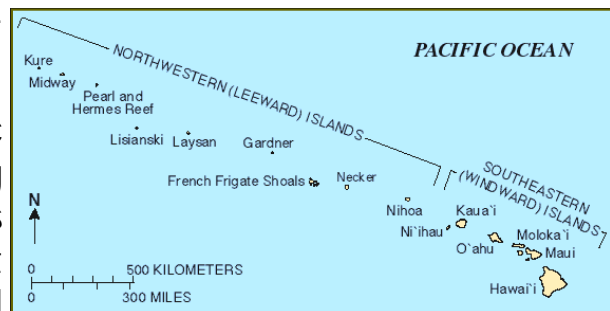 PACIFIC OCEAN
NORTHWESTERN (LEEWARD) ISLANDS
Kure
Midway
Pearl and
Hermes Reef
Lisianski
Laysan
Gardner
French Frigate Shoals
Necker
Nihoa
SOUTHEASTERN
(WINDWARD) ISLANDS
Kaua`i
Ni`ihau
O`ahu
Moloka`i
Maui
Hawai`i
N
0
500 KILOMETERS
0
300 MILES